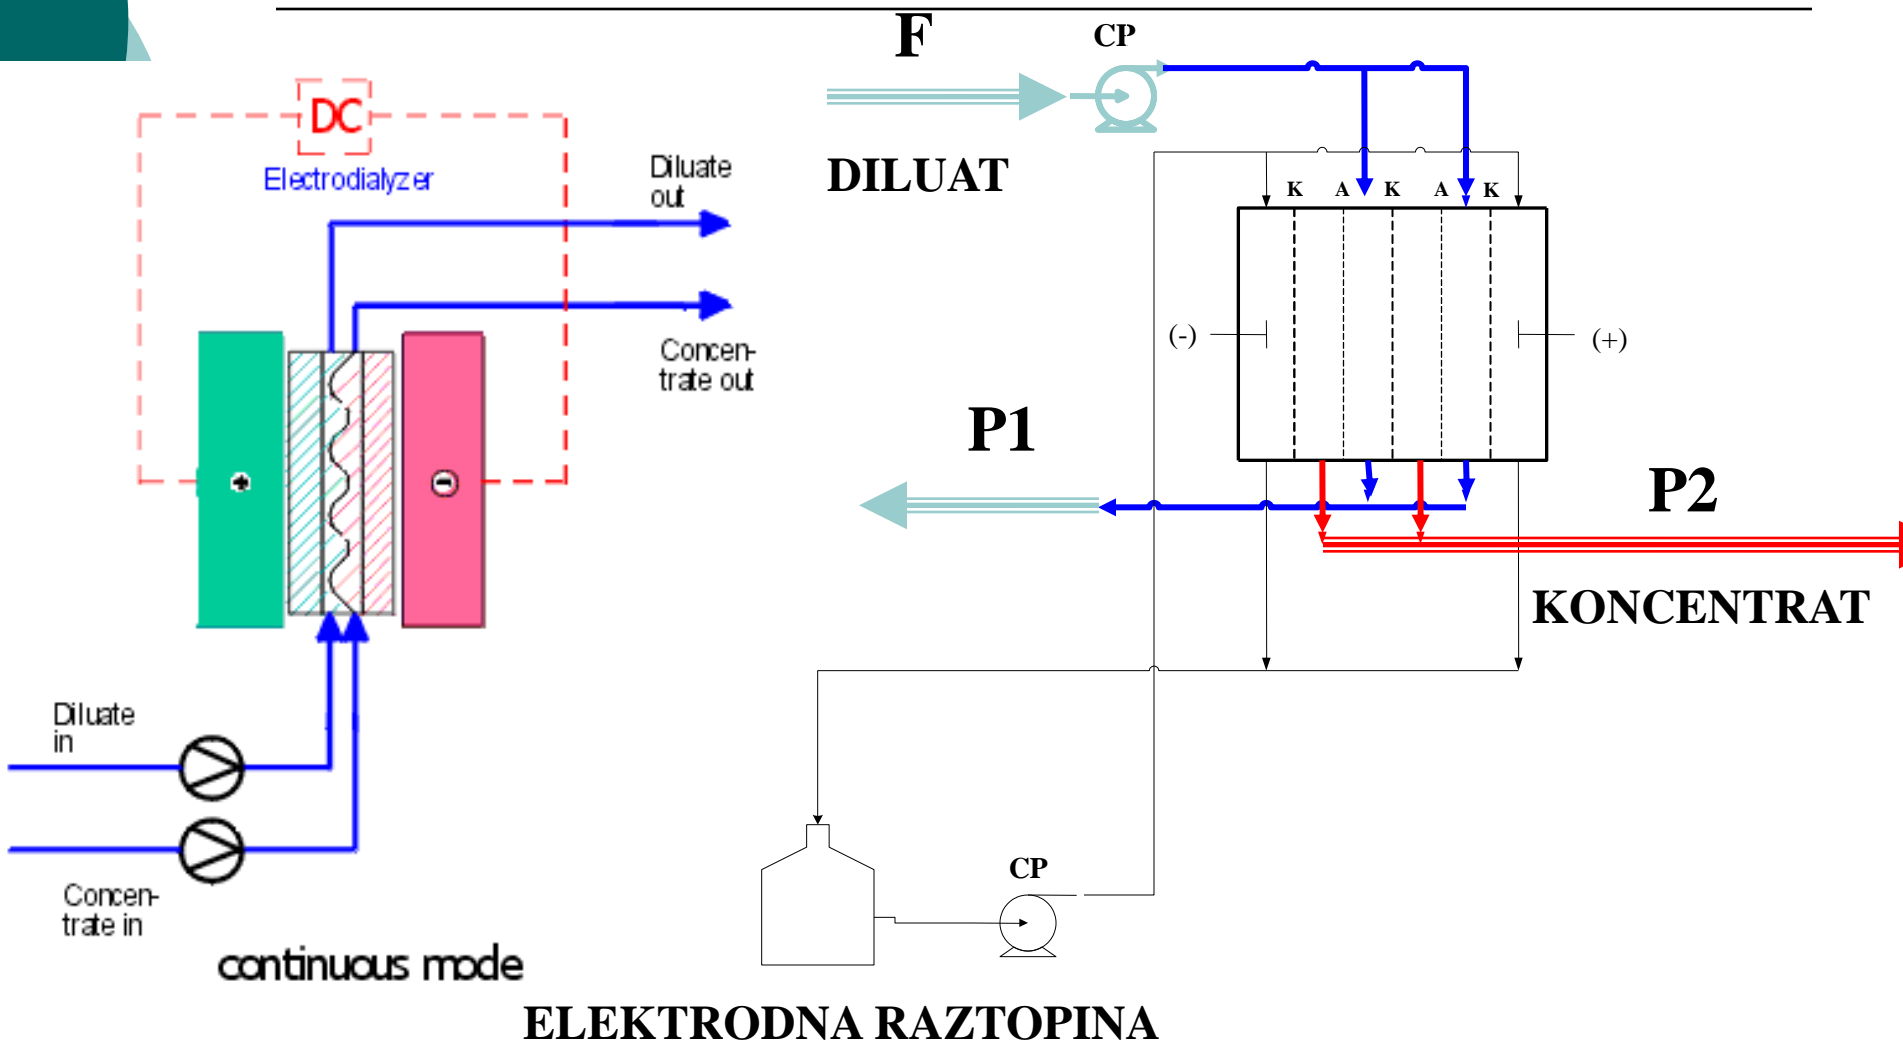 F
CP
DC
Electrodialyzer
Diluate
out
DILUAT
K A K A K
(-)
(+)
Concen-
trate out
P1
P2
+
-
KONCENTRAT
Diluate
in
CP
Concen-
trate in
continuous mode
ELEKTRODNA RAZTOPINA